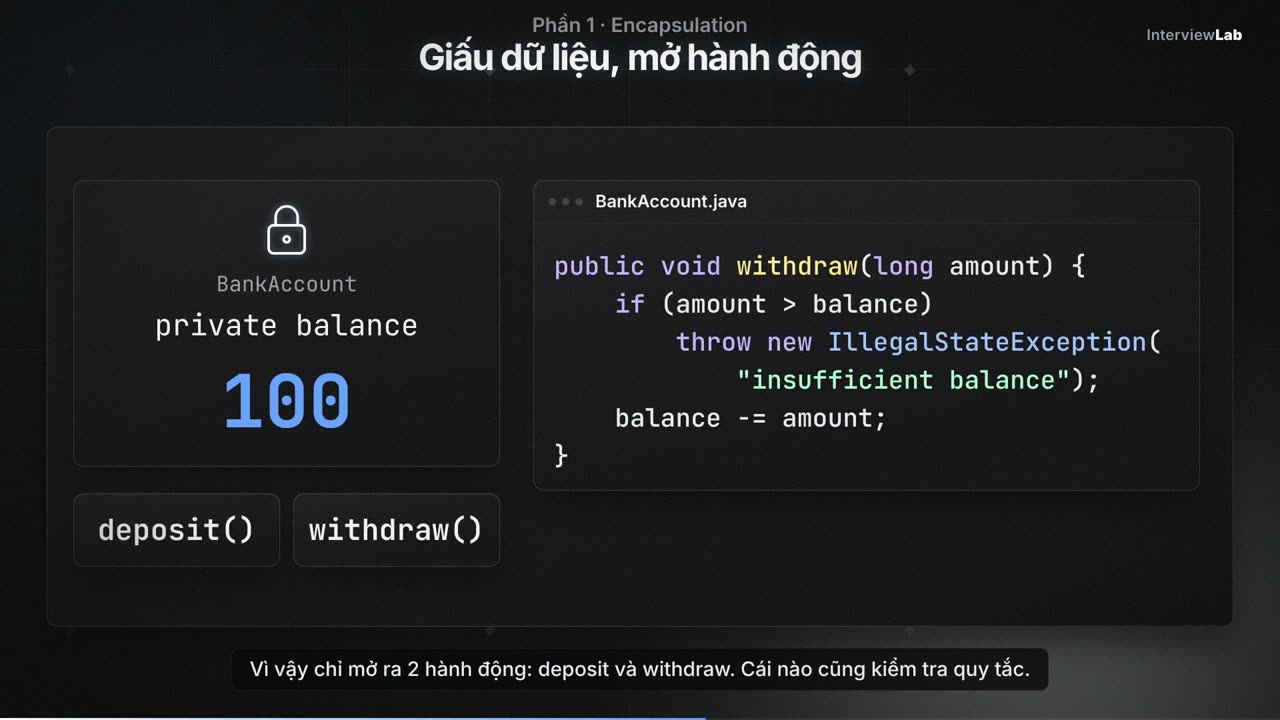 Phần 1 · Encapsulation
Giấu dữ liệu, mở hành động
InterviewLab
BankAccount
private balance
100
deposit()
withdraw()
BankAccount.java
public void withdraw(long amount) {
    if (amount > balance)
        throw new IllegalStateException(
            "insufficient balance");
    balance -= amount;
}
Vì vậy chỉ mở ra 2 hành động: deposit và withdraw. Cái nào cũng kiểm tra quy tắc.